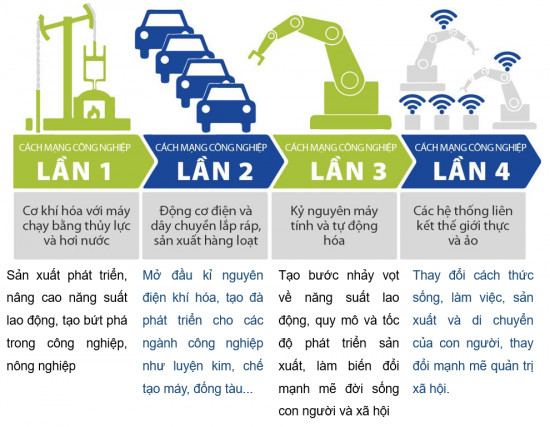 CÁCH MẠNG CÔNG NGHIỆP
LẦN 1
Cơ khí hóa với máy
chạy bằng thủy lực
và hơi nước
Sản xuất phát triển,
nâng cao năng suất
lao động, tạo bứt phá
trong công nghiệp,
nông nghiệp
CÁCH MẠNG CÔNG NGHIỆP
LẦN 2
Động cơ điện và
dây chuyền lắp ráp,
sản xuất hàng loạt
Mở đầu kỉ nguyên
điện khí hóa, tạo đà
phát triển cho các
ngành công nghiệp
như luyện kim, chế
tạo máy, đóng tàu...
CÁCH MẠNG CÔNG NGHIỆP
LẦN 3
Kỷ nguyên máy
tính và tự động
hóa
Tạo bước nhảy vọt
về năng suất lao
động, quy mô và tốc
độ phát triển sản
xuất, làm biến đổi
mạnh mẽ đời sống
con người và xã hội
CÁCH MẠNG CÔNG NGHIỆP
LẦN 4
Các hệ thống liên
kết thế giới thực
và ảo
Thay đổi cách thức
sống, làm việc, sản
xuất và di chuyển
của con người, thay
đổi mạnh mẽ quản trị
xã hội.